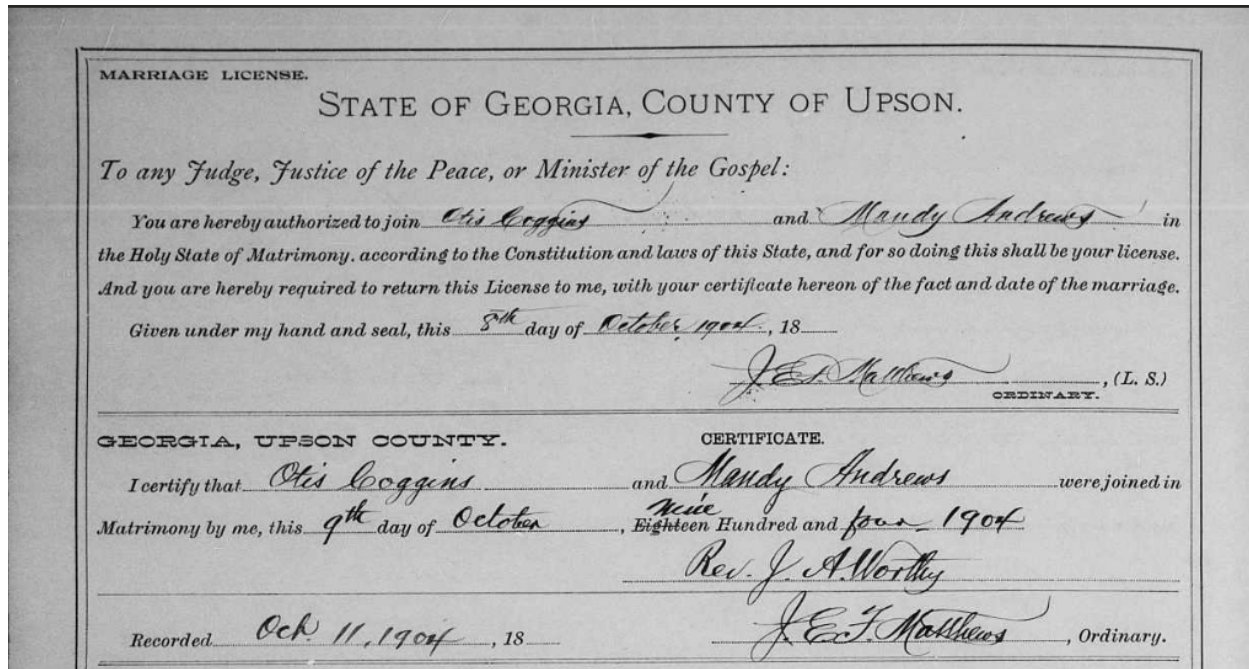 MARRIAGE LICENSE.
STATE OF GEORGIA, COUNTY OF UPSON.
To any Judge, Justice of the Peace, or Minister of the Gospel:
You are hereby authorized to join Otis Coggins and Mandy Andrews in
the Holy State of Matrimony. according to the Constitution and laws of this State, and for so doing this shall be your license.
And you are hereby required to return this License to me, with your certificate hereon of the fact and date of the marriage.
Given under my hand and seal, this 8th day of October 1904., 18
J. E. F. Matthews, (L. S.)
ORDINARY.
GEORGIA, UPSON COUNTY. CERTIFICATE.
I certify that Otis Coggins and Mandy Andrews were joined in
Matrimony by me, this 9th day of October, Eighteen Nine Hundred and four 1904
Rev. J. A. Worthy
Recorded Oct. 11, 1904, 18 J. E. F. Matthews, Ordinary.